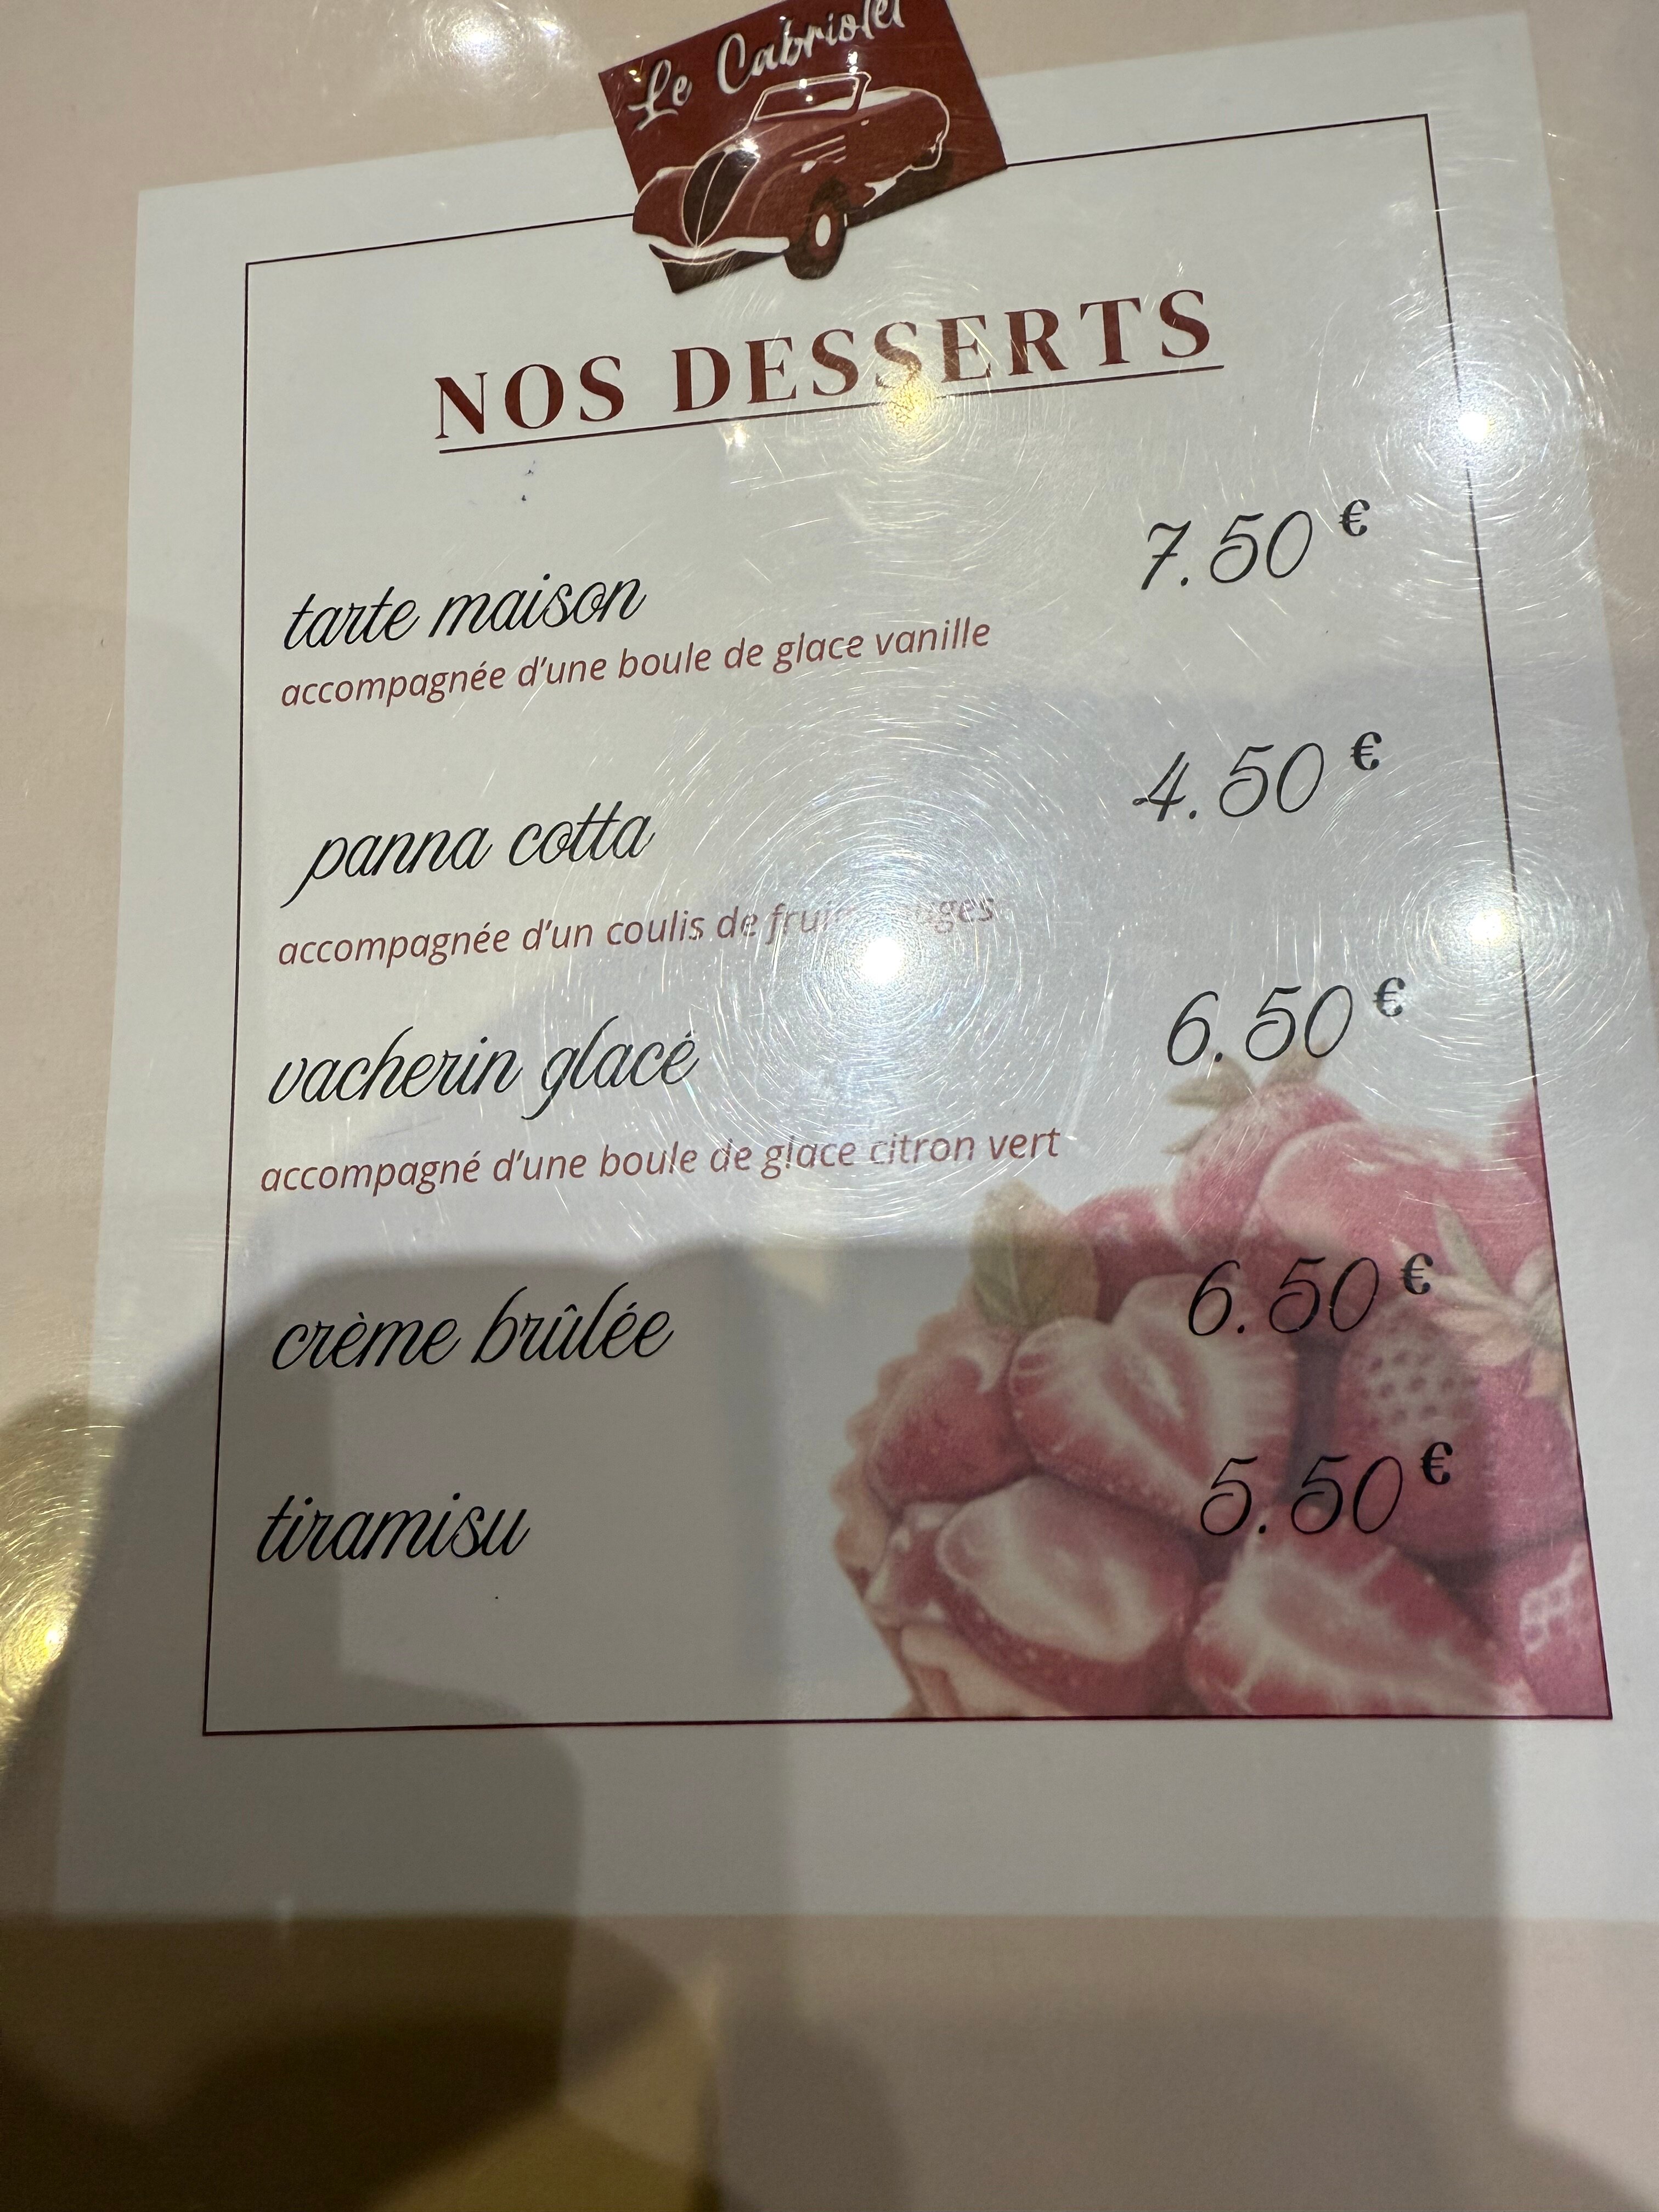 Le Cabriolet
NOS DESSERTS
tarte maison 7.50 €
accompagnée d'une boule de glace vanille
panna cotta 4.50 €
accompagnée d'un coulis de fruits rouges
vacherin glacé 6.50 €
accompagné d'une boule de glace citron vert
crème brûlée 6.50 €
tiramisu 5.50 €